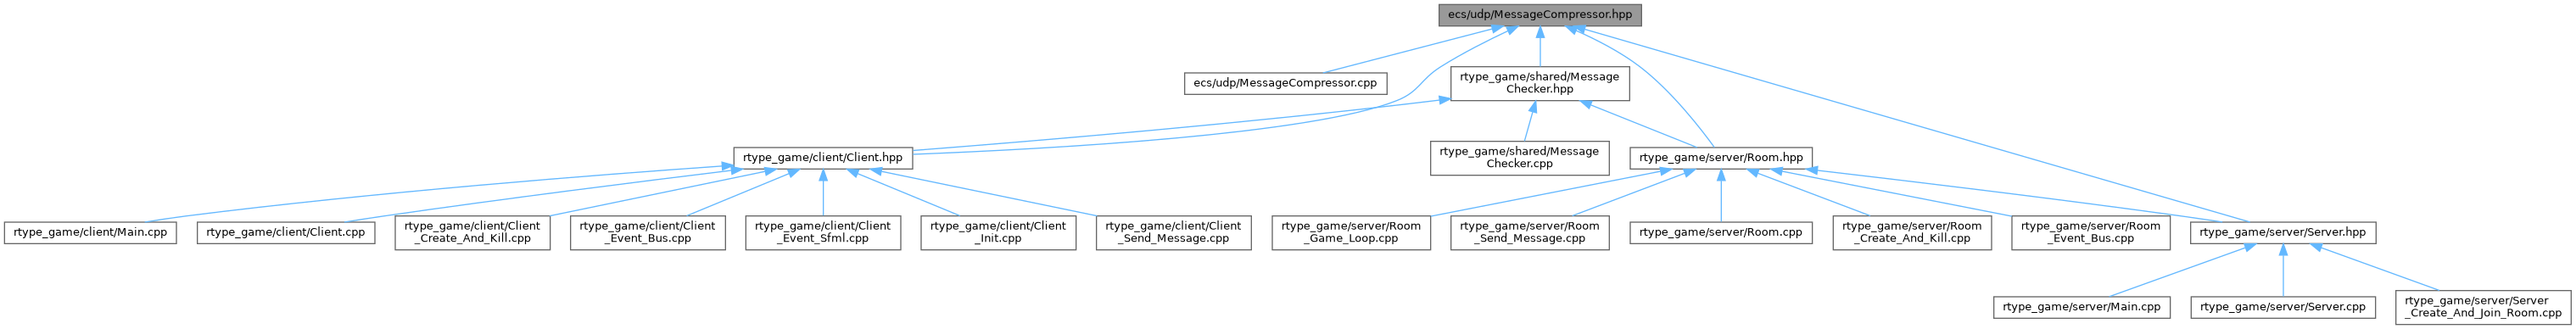 ecs/udp/MessageCompressor.hpp
ecs/udp/MessageCompressor.cpp
rtype_game/shared/Message
Checker.hpp
rtype_game/client/Client.hpp
rtype_game/shared/Message
Checker.cpp
rtype_game/server/Room.hpp
rtype_game/client/Main.cpp
rtype_game/client/Client.cpp
rtype_game/client/Client
_Create_And_Kill.cpp
rtype_game/client/Client
_Event_Bus.cpp
rtype_game/client/Client
_Event_Sfml.cpp
rtype_game/client/Client
_Init.cpp
rtype_game/client/Client
_Send_Message.cpp
rtype_game/server/Room
_Game_Loop.cpp
rtype_game/server/Room
_Send_Message.cpp
rtype_game/server/Room.cpp
rtype_game/server/Room
_Create_And_Kill.cpp
rtype_game/server/Room
_Event_Bus.cpp
rtype_game/server/Server.hpp
rtype_game/server/Main.cpp
rtype_game/server/Server.cpp
rtype_game/server/Server
_Create_And_Join_Room.cpp